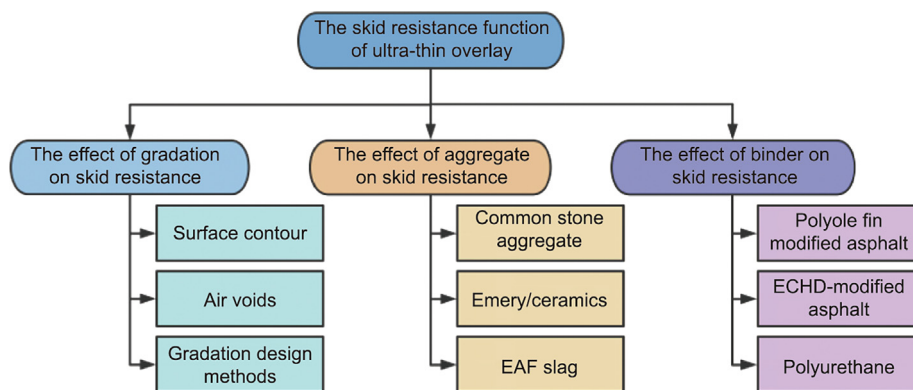 The skid resistance function
of ultra-thin overlay
The effect of gradation
on skid resistance
The effect of aggregate
on skid resistance
The effect of binder on
skid resistance
Surface contour
Air voids
Gradation design
methods
Common stone
aggregate
Emery/ceramics
EAF slag
Polyole fin
modified asphalt
ECHD-modified
asphalt
Polyurethane